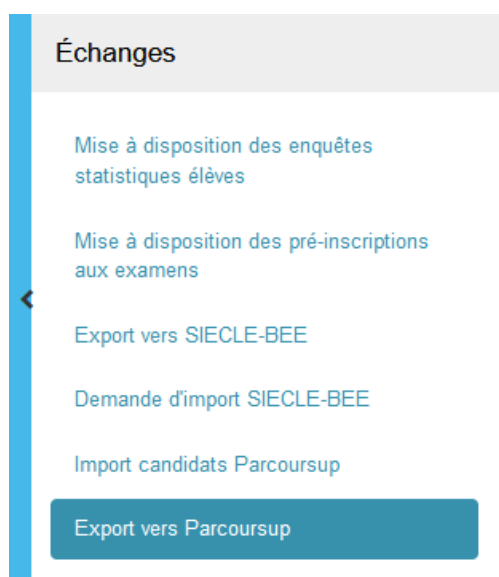 Échanges
Mise à disposition des enquêtes
statistiques élèves
Mise à disposition des pré-inscriptions
aux examens
Export vers SIECLE-BEE
Demande d'import SIECLE-BEE
Import candidats Parcoursup
Export vers Parcoursup